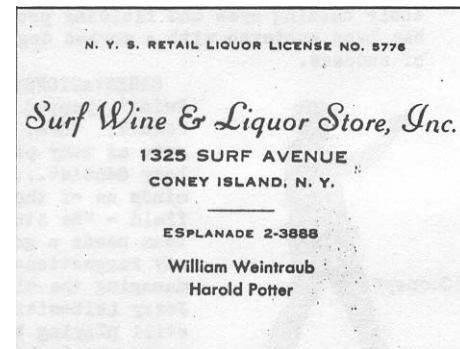 N. Y. S. RETAIL LIQUOR LICENSE NO. 5776
Surf Wine & Liquor Store, Inc.
1325 SURF AVENUE
CONEY ISLAND, N. Y.
ESPLANADE 2-3888
William Weintraub
Harold Potter